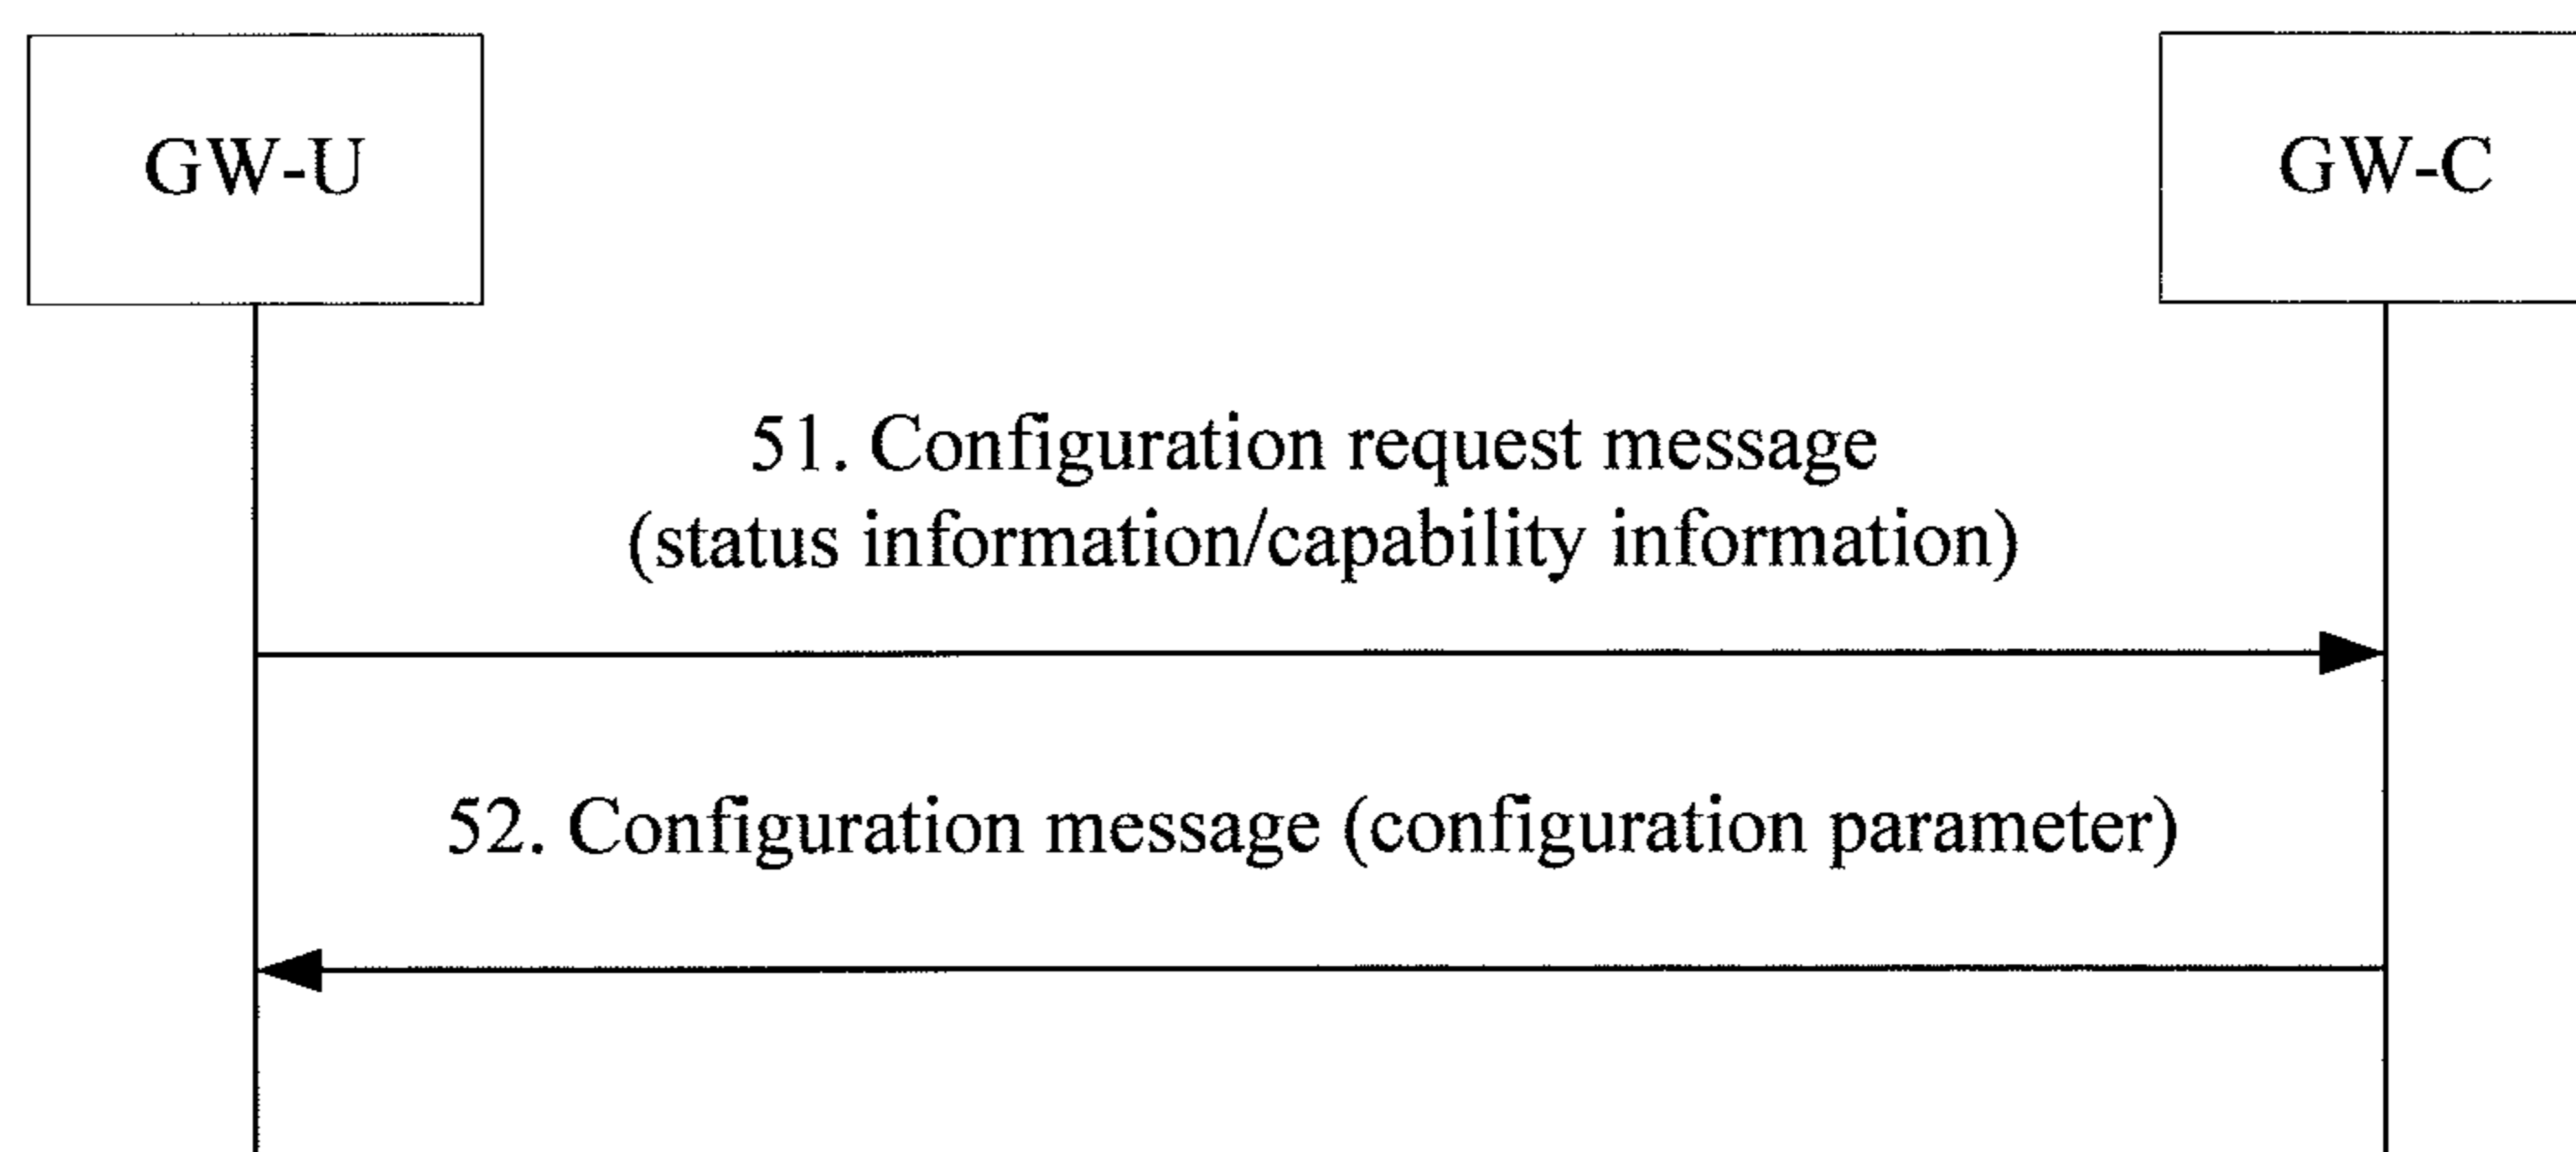 GW-U
GW-C
51. Configuration request message
(status information/capability information)
52. Configuration message (configuration parameter)